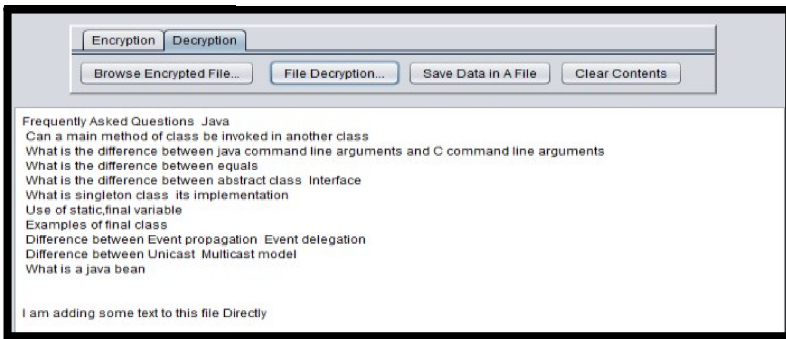 Encryption Decryption
Browse Encrypted File... File Decryption... Save Data in A File Clear Contents
Frequently Asked Questions Java
Can a main method of class be invoked in another class
What is the difference between java command line arguments and C command line arguments
What is the difference between equals
What is the difference between abstract class Interface
What is singleton class its implementation
Use of static,final variable
Examples of final class
Difference between Event propagation Event delegation
Difference between Unicast Multicast model
What is a java bean
I am adding some text to this file Directly